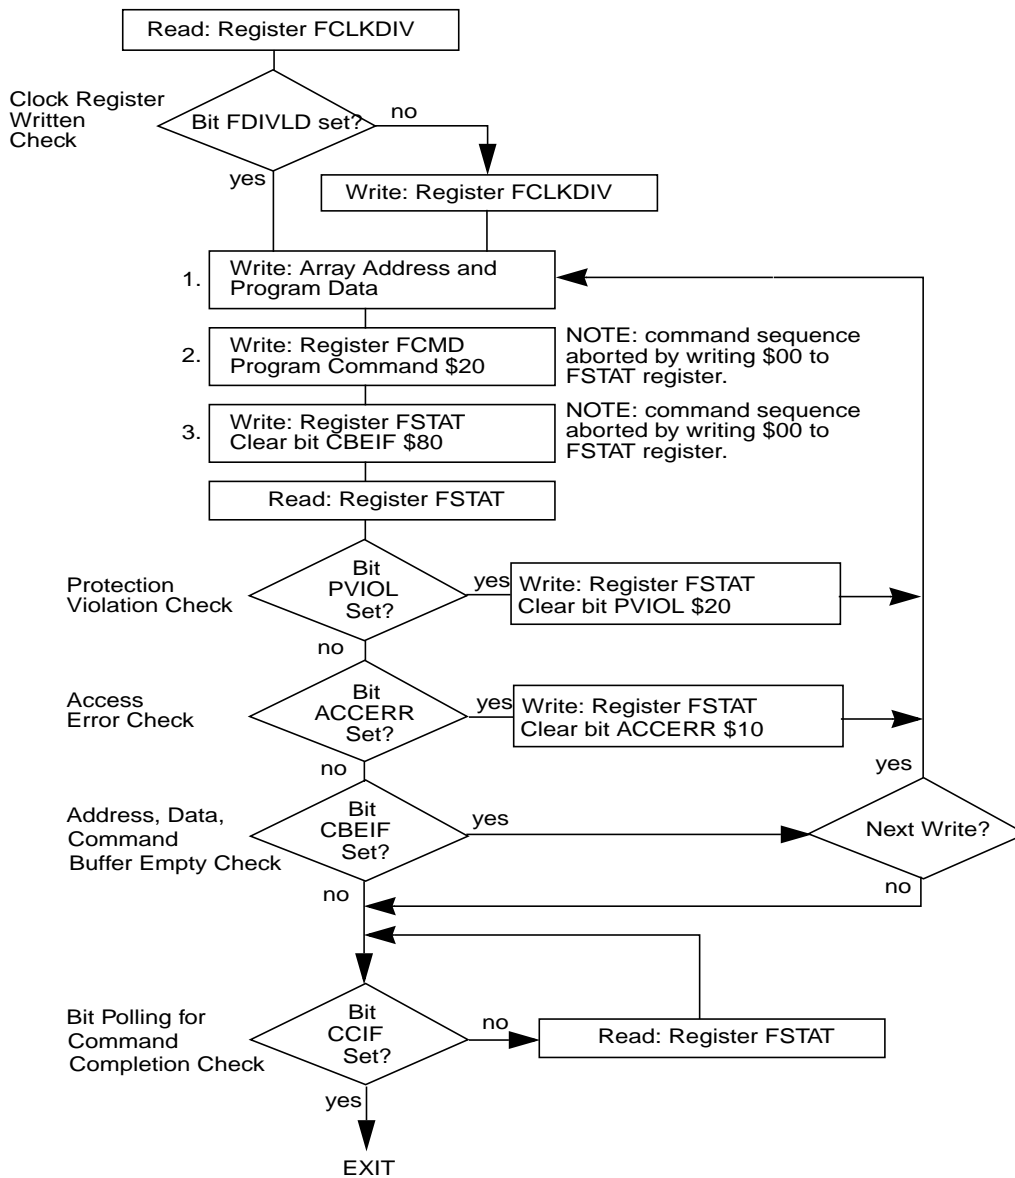 Read: Register FCLKDIV
Clock Register
Written
Check
Bit FDIVLD set?
no
yes
Write: Register FCLKDIV
1.
Write: Array Address and
Program Data
2.
Write: Register FCMD
Program Command $20
NOTE: command sequence
aborted by writing $00 to
FSTAT register.
3.
Write: Register FSTAT
Clear bit CBEIF $80
NOTE: command sequence
aborted by writing $00 to
FSTAT register.
Read: Register FSTAT
Protection
Violation Check
Bit
PVIOL
Set?
yes
Write: Register FSTAT
Clear bit PVIOL $20
no
Access
Error Check
Bit
ACCERR
Set?
yes
Write: Register FSTAT
Clear bit ACCERR $10
no
yes
Address, Data,
Command
Buffer Empty Check
Bit
CBEIF
Set?
yes
Next Write?
no
no
Bit Polling for
Command
Completion Check
Bit
CCIF
Set?
no
Read: Register FSTAT
yes
EXIT